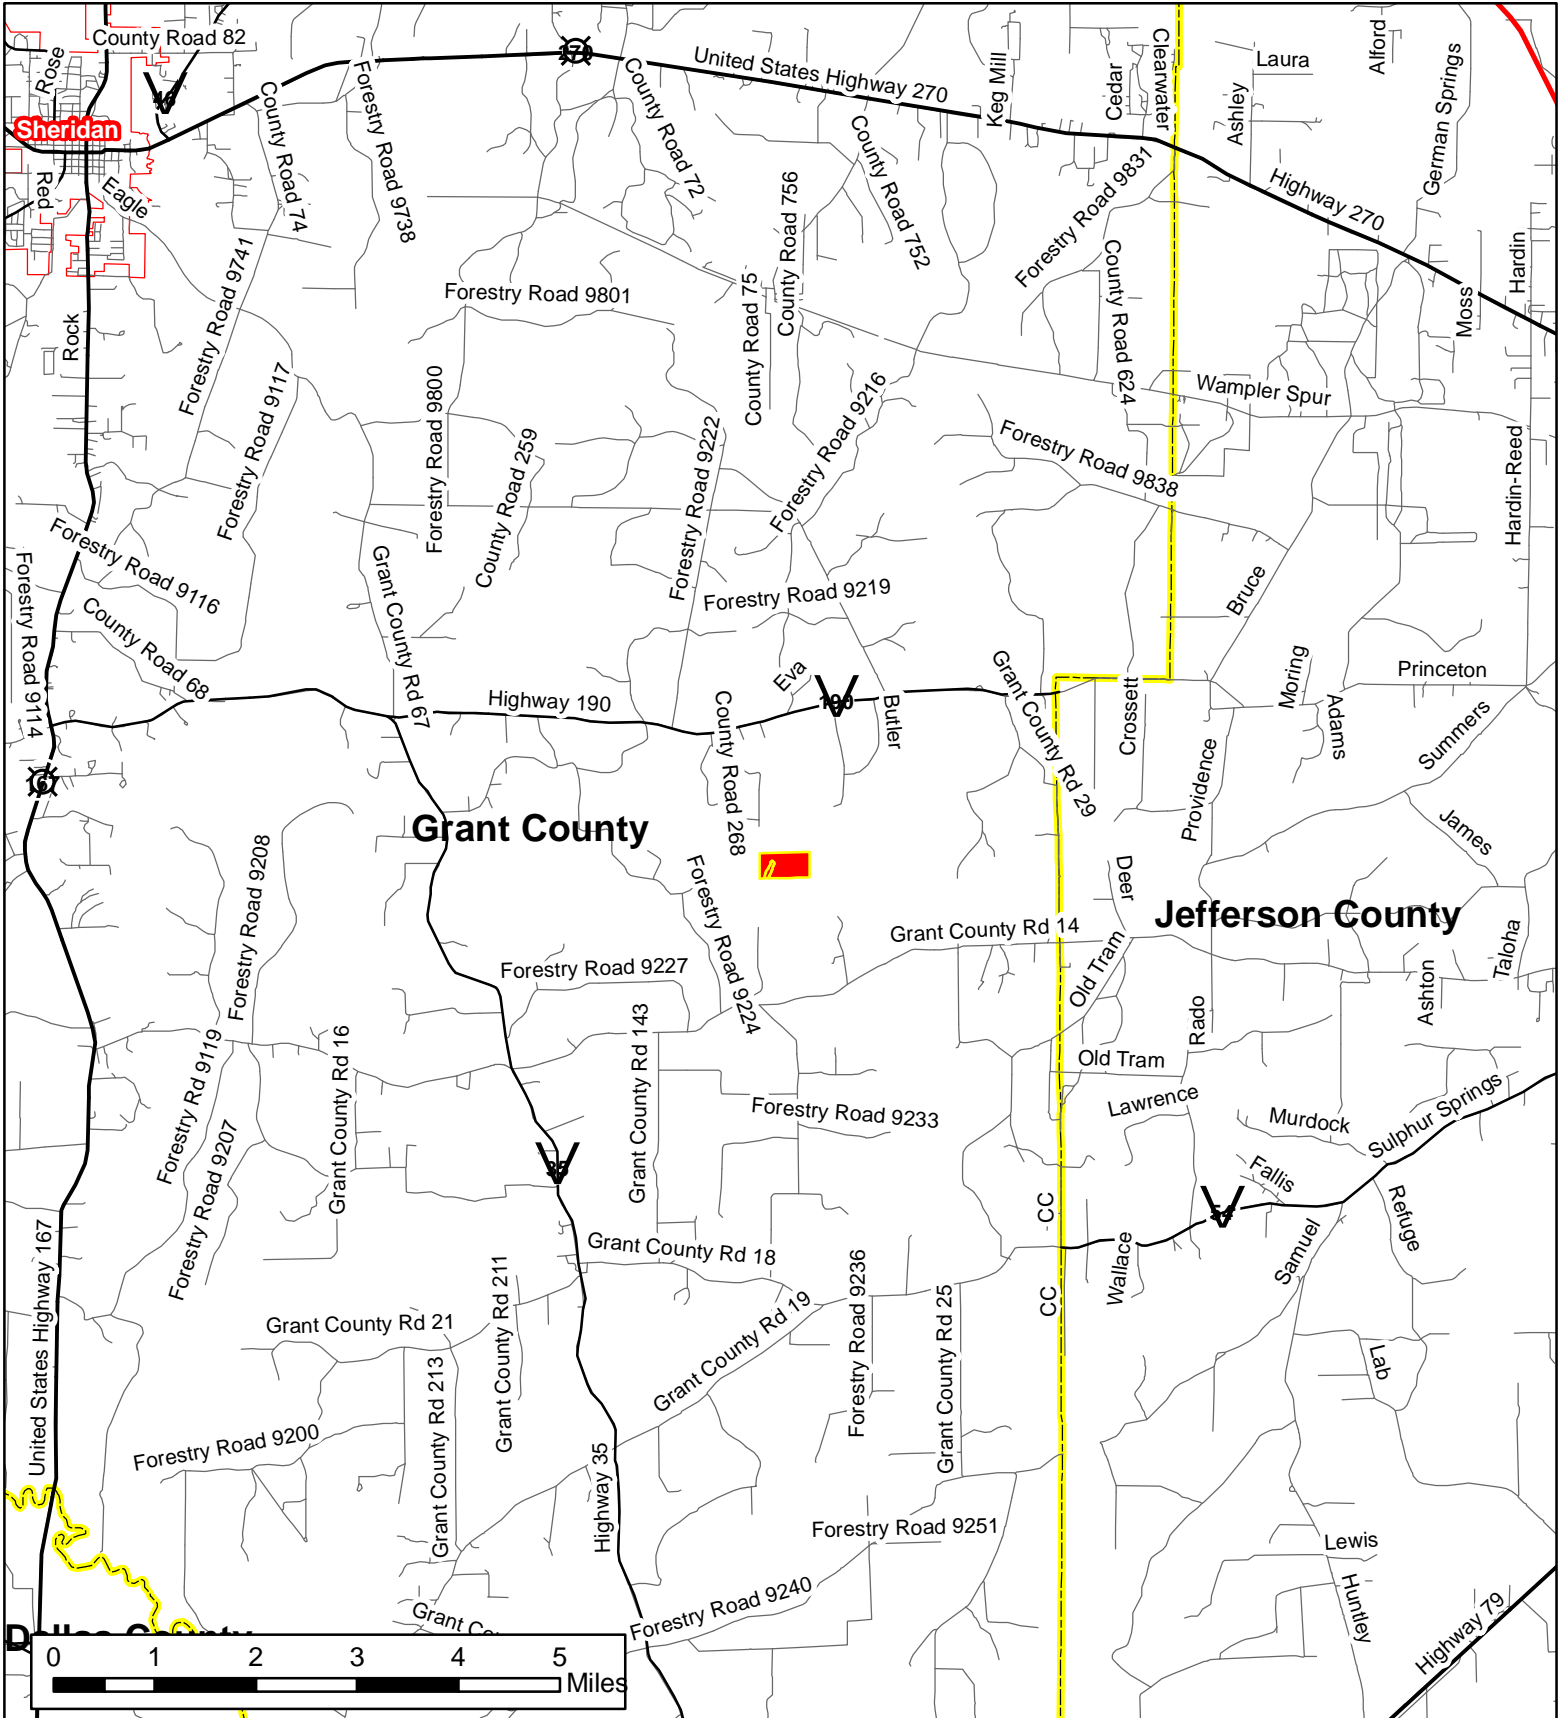 County Road 82
Rose
46
Sheridan
Red
Eagle
County Road 74
Forestry Road 9738
270
County Road 72
United States Highway 270
Keg Mill
Cedar
Clearwater
Laura
Ashley
Alford
German Springs
County Road 756
County Road 752
Forestry Road 9831
Highway 270
Forestry Road 9741
Forestry Road 9801
County Road 75
County Road 624
Hardin
Moss
Rock
Forestry Road 9117
Forestry Road 9800
County Road 259
Forestry Road 9222
Forestry Road 9216
Wampler Spur
Forestry Road 9838
Hardin-Reed
Forestry Road 9116
Forestry Road 9114
County Road 68
Grant County Rd 67
Forestry Road 9219
Bruce
Highway 190
Eva
190
Butler
County Road 268
Grant County Rd 29
Crossett
Moring
Adams
Princeton
Summers
Providence
167
Grant County
James
Forestry Road 9208
Forestry Road 9224
Deer
Jefferson County
Grant County Rd 14
Old Tram
Taloha
Ashton
Forestry Road 9227
Grant County Rd 143
Rado
Forestry Rd 9119
Grant County Rd 16
Old Tram
Lawrence
Forestry Road 9233
Murdock
Sulphur Springs
Forestry Road 9207
35
Fallis
54
Refuge
CC
Wallace
Samuel
United States Highway 167
Grant County Rd 18
Grant County Rd 211
Forestry Road 9236
Grant County Rd 25
CC
Grant County Rd 21
Grant County Rd 19
Grant County Rd 213
Lab
Forestry Road 9200
Highway 35
Forestry Road 9251
Lewis
Huntley
Forestry Road 9240
Highway 79
Grant Co
Dallas County
0 1 2 3 4 5
Miles